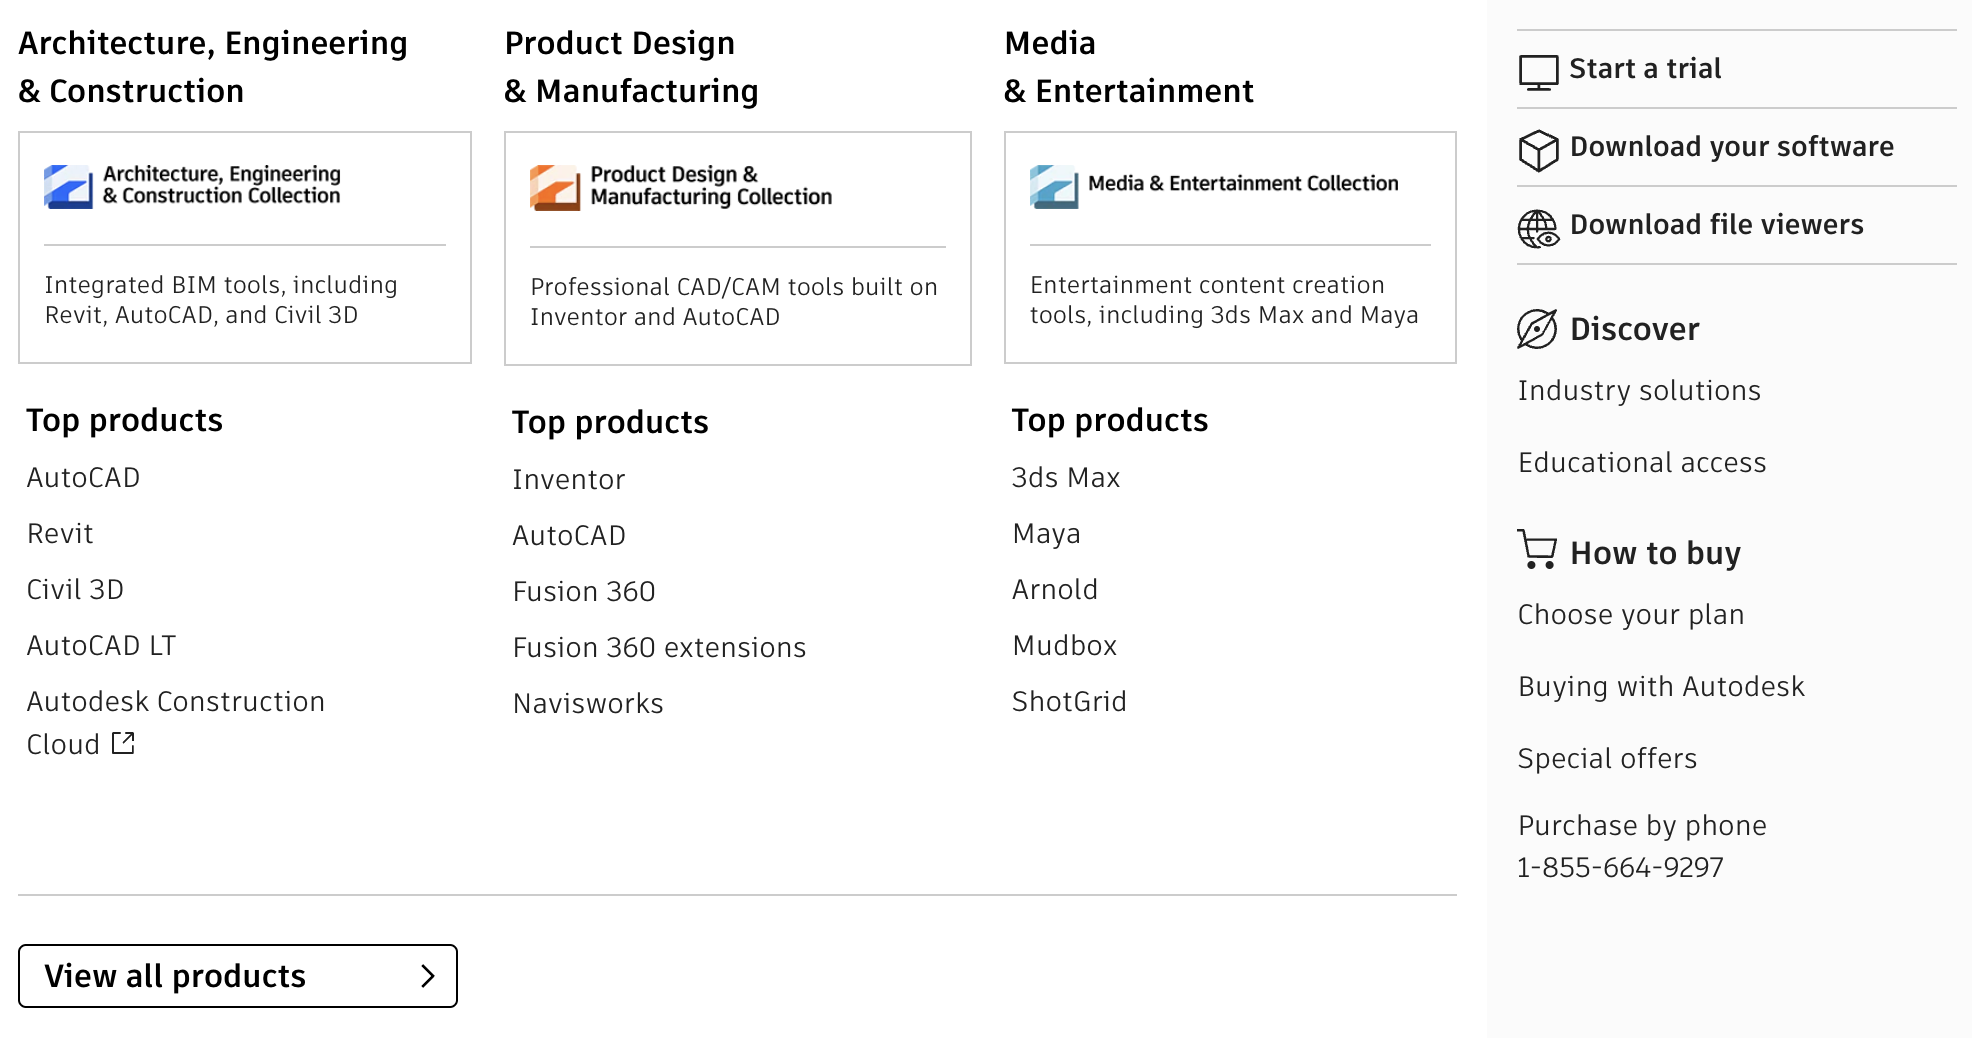 Architecture, Engineering
& Construction
Architecture, Engineering
& Construction Collection
Integrated BIM tools, including
Revit, AutoCAD, and Civil 3D
Top products
AutoCAD
Revit
Civil 3D
AutoCAD LT
Autodesk Construction
Cloud
Product Design
& Manufacturing
Product Design &
Manufacturing Collection
Professional CAD/CAM tools built on
Inventor and AutoCAD
Top products
Inventor
AutoCAD
Fusion 360
Fusion 360 extensions
Navisworks
Media
& Entertainment
Media & Entertainment Collection
Entertainment content creation
tools, including 3ds Max and Maya
Top products
3ds Max
Maya
Arnold
Mudbox
ShotGrid
View all products
Start a trial
Download your software
Download file viewers
Discover
Industry solutions
Educational access
How to buy
Choose your plan
Buying with Autodesk
Special offers
Purchase by phone
1-855-664-9297